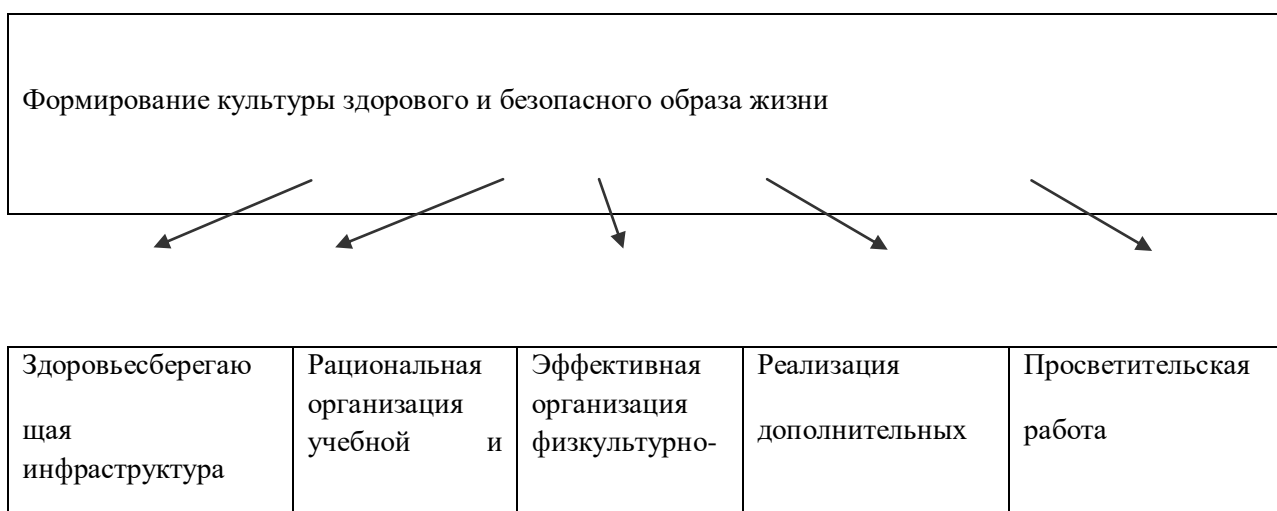 Формирование культуры здорового и безопасного образа жизни
Здоровьесберегаю
щая
инфраструктура
Рациональная
организация
учебной и
Эффективная
организация
физкультурно-
Реализация
дополнительных
Просветительская
работа